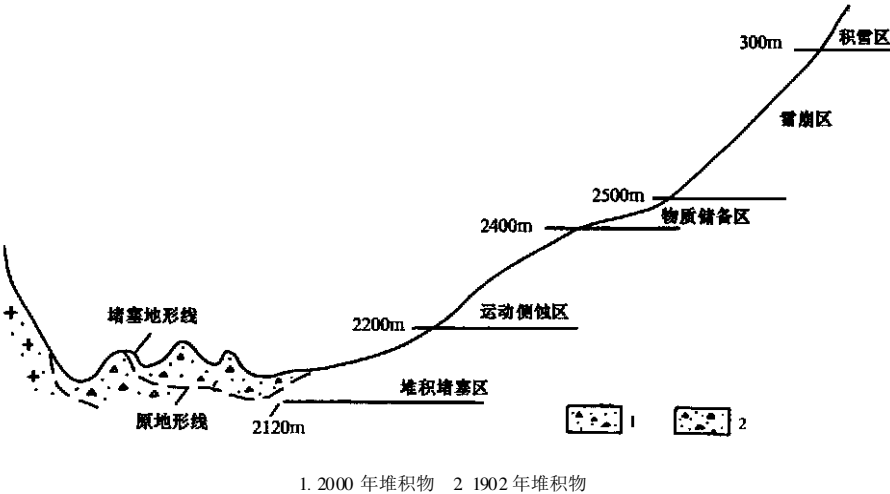 300m
积雪区
雪崩区
2500m
物质储备区
2400m
运动侧蚀区
2200m
堵塞地形线
堆积堵塞区
原地形线
2120m
1
2
1. 2000 年堆积物 2 1902 年堆积物